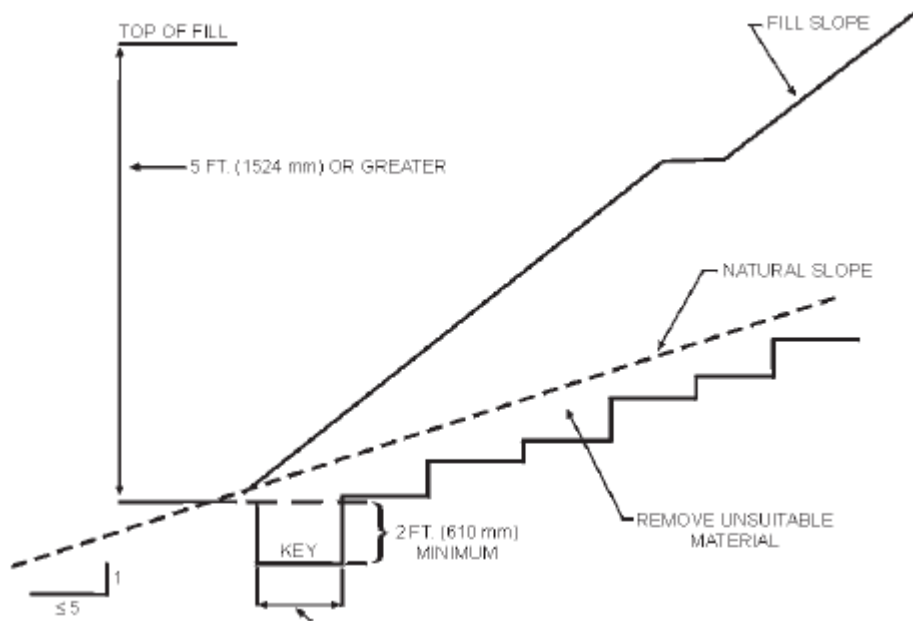 TOP OF FILL
FILL SLOPE
5 FT. (1524 mm) OR GREATER
NATURAL SLOPE
REMOVE UNSUITABLE
MATERIAL
2 FT. (610 mm)
MINIMUM
KEY
1
≤ 5